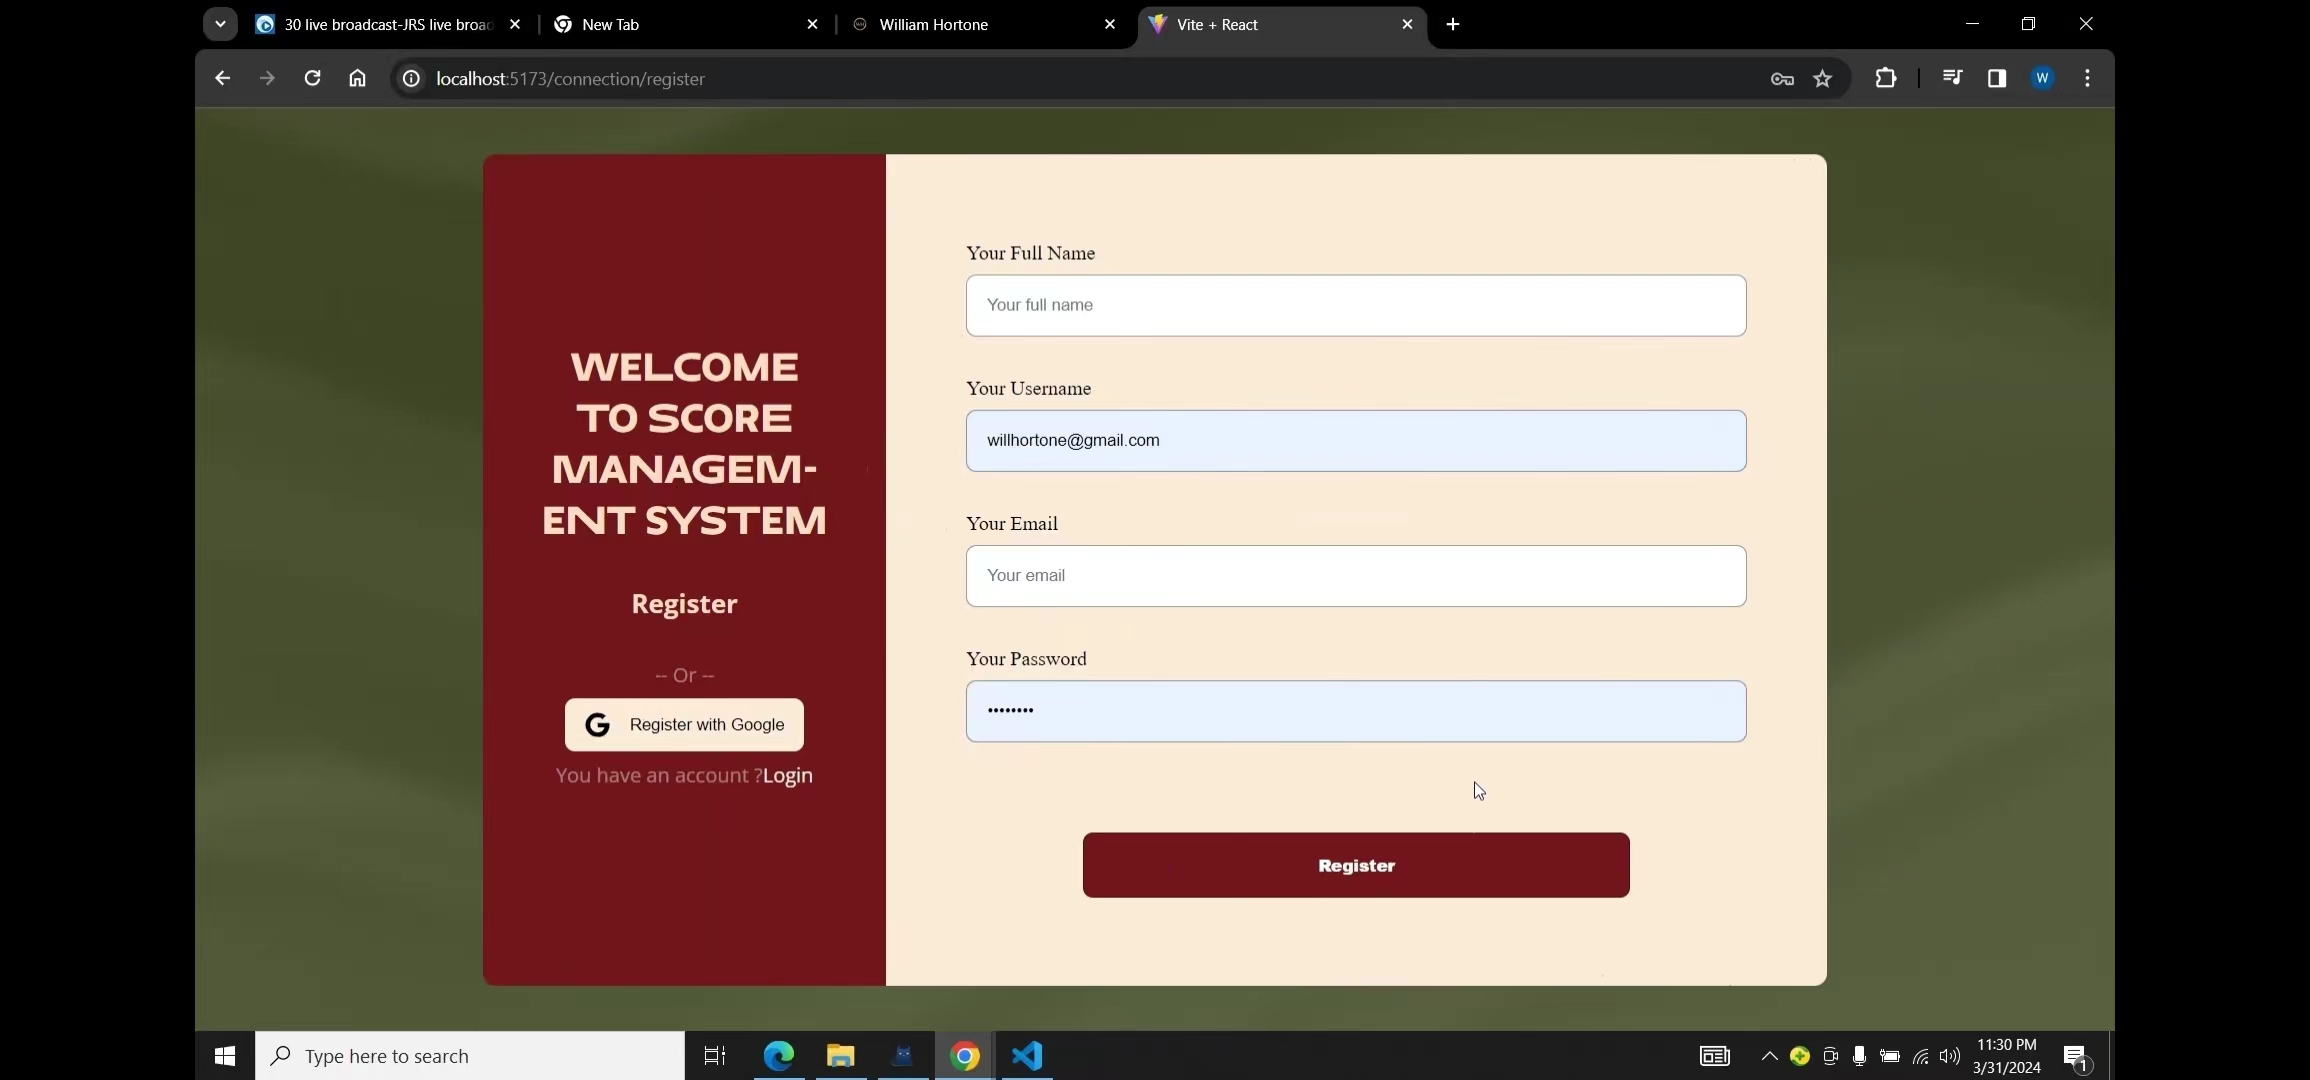 30 live broadcast-JRS live broad
New Tab
William Hortone
Vite + React
localhost:5173/connection/register
W
WELCOME
TO SCORE
MANAGEM-
ENT SYSTEM
Register
-- Or --
Register with Google
You have an account ?Login
Your Full Name
Your full name
Your Username
willhortone@gmail.com
Your Email
Your email
Your Password
••••••••
Register
Type here to search
11:30 PM
3/31/2024
1